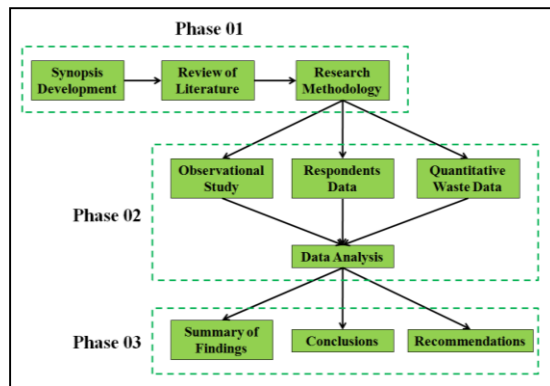 Phase 01
Synopsis
Development
Review of
Literature
Research
Methodology
Phase 02
Observational
Study
Respondents
Data
Quantitative
Waste Data
Data Analysis
Phase 03
Summary of
Findings
Conclusions
Recommendations